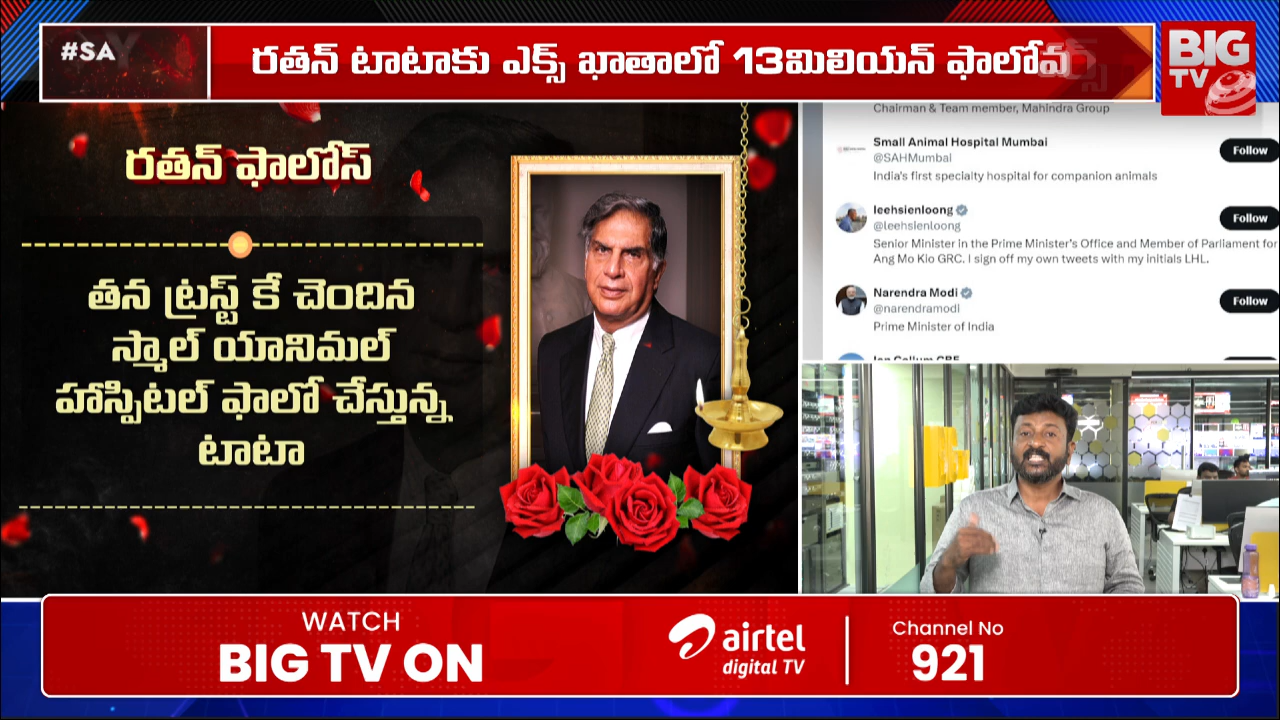 #SA
రతన్ టాటాకు ఎక్స్ ఖాతాలో 13మిలియన్ ఫాలోవర్స్
BIG
TV
రతన్ ఫాలోస్
తన ట్రస్ట్ కే చెందిన
స్మాల్ యానిమల్
హాస్పిటల్ ఫాలో చేస్తున్న
టాటా
Chairman & Team member, Mahindra Group
Small Animal Hospital Mumbai
@SAHMumbai
Follow
India's first specialty hospital for companion animals
leehsienloong
@leehsienloong
Follow
Senior Minister in the Prime Minister's Office and Member of Parliament for
Ang Mo Kio GRC. I sign off my own tweets with my initials LHL.
Narendra Modi
@narendramodi
Follow
Prime Minister of India
WATCH
BIG TV ON
airtel
digital TV
Channel No
921